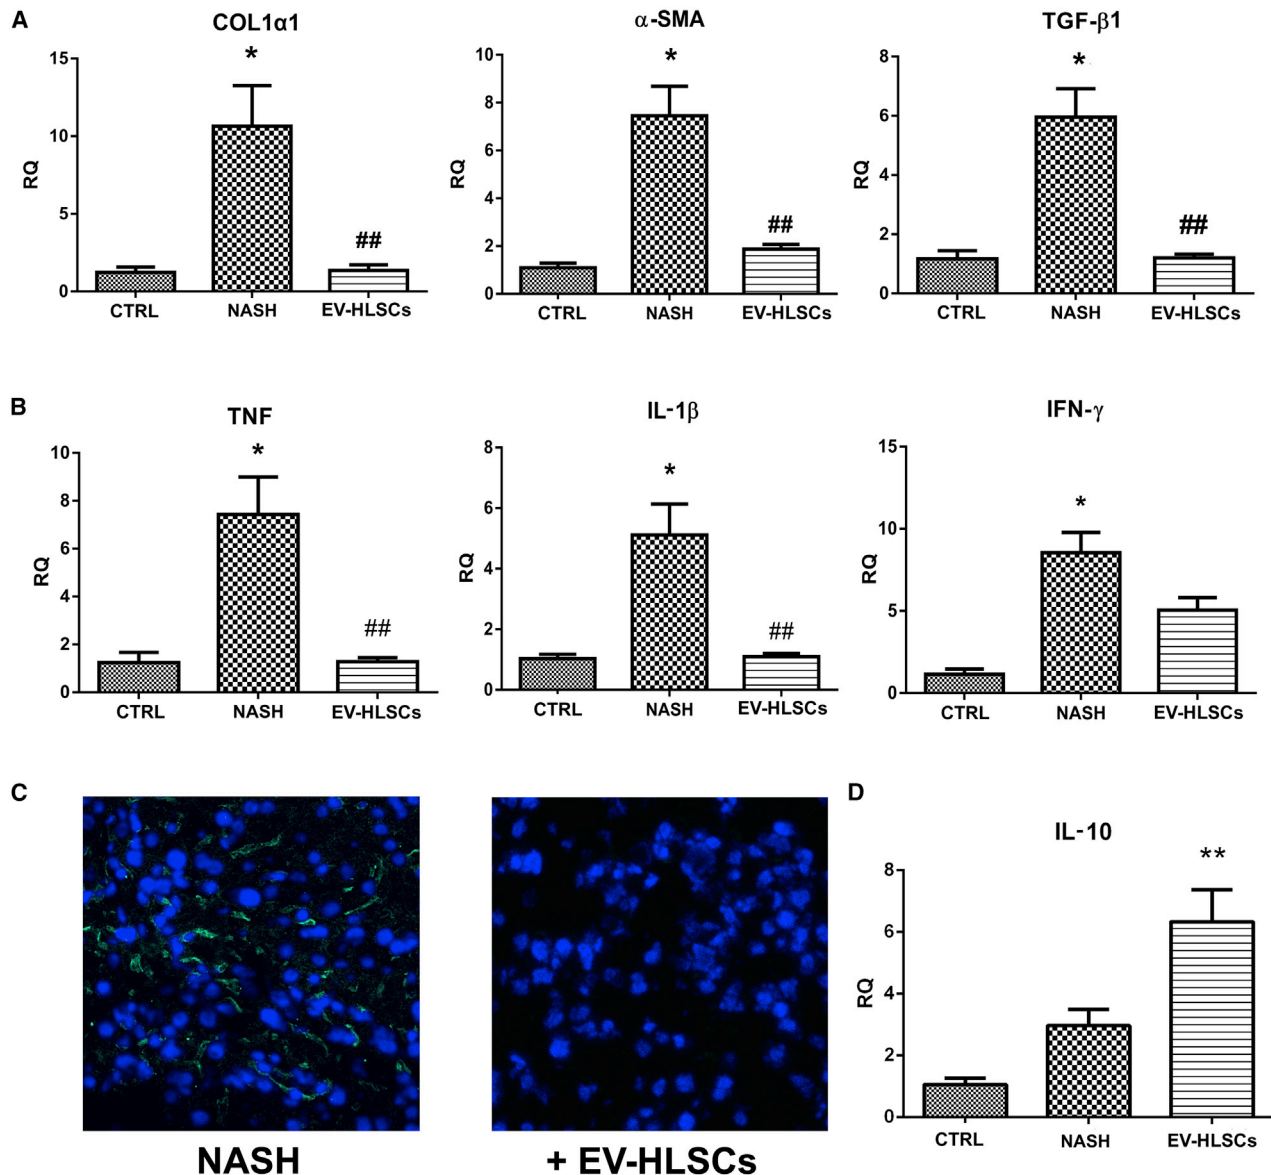 A
COL1α1
α-SMA
TGF-β1
*
*
*
15
10
5
0
RQ
##
CTRL
NASH
EV-HLSCs
10
8
6
4
2
0
RQ
##
CTRL
NASH
EV-HLSCs
8
6
4
2
0
RQ
##
CTRL
NASH
EV-HLSCs
B
TNF
IL-1β
IFN-γ
*
*
*
10
8
6
4
2
0
RQ
##
CTRL
NASH
EV-HLSCs
8
6
4
2
0
RQ
##
CTRL
NASH
EV-HLSCs
15
10
5
0
RQ
CTRL
NASH
EV-HLSCs
C
NASH
+ EV-HLSCs
D
IL-10
**
8
6
4
2
0
RQ
CTRL
NASH
EV-HLSCs